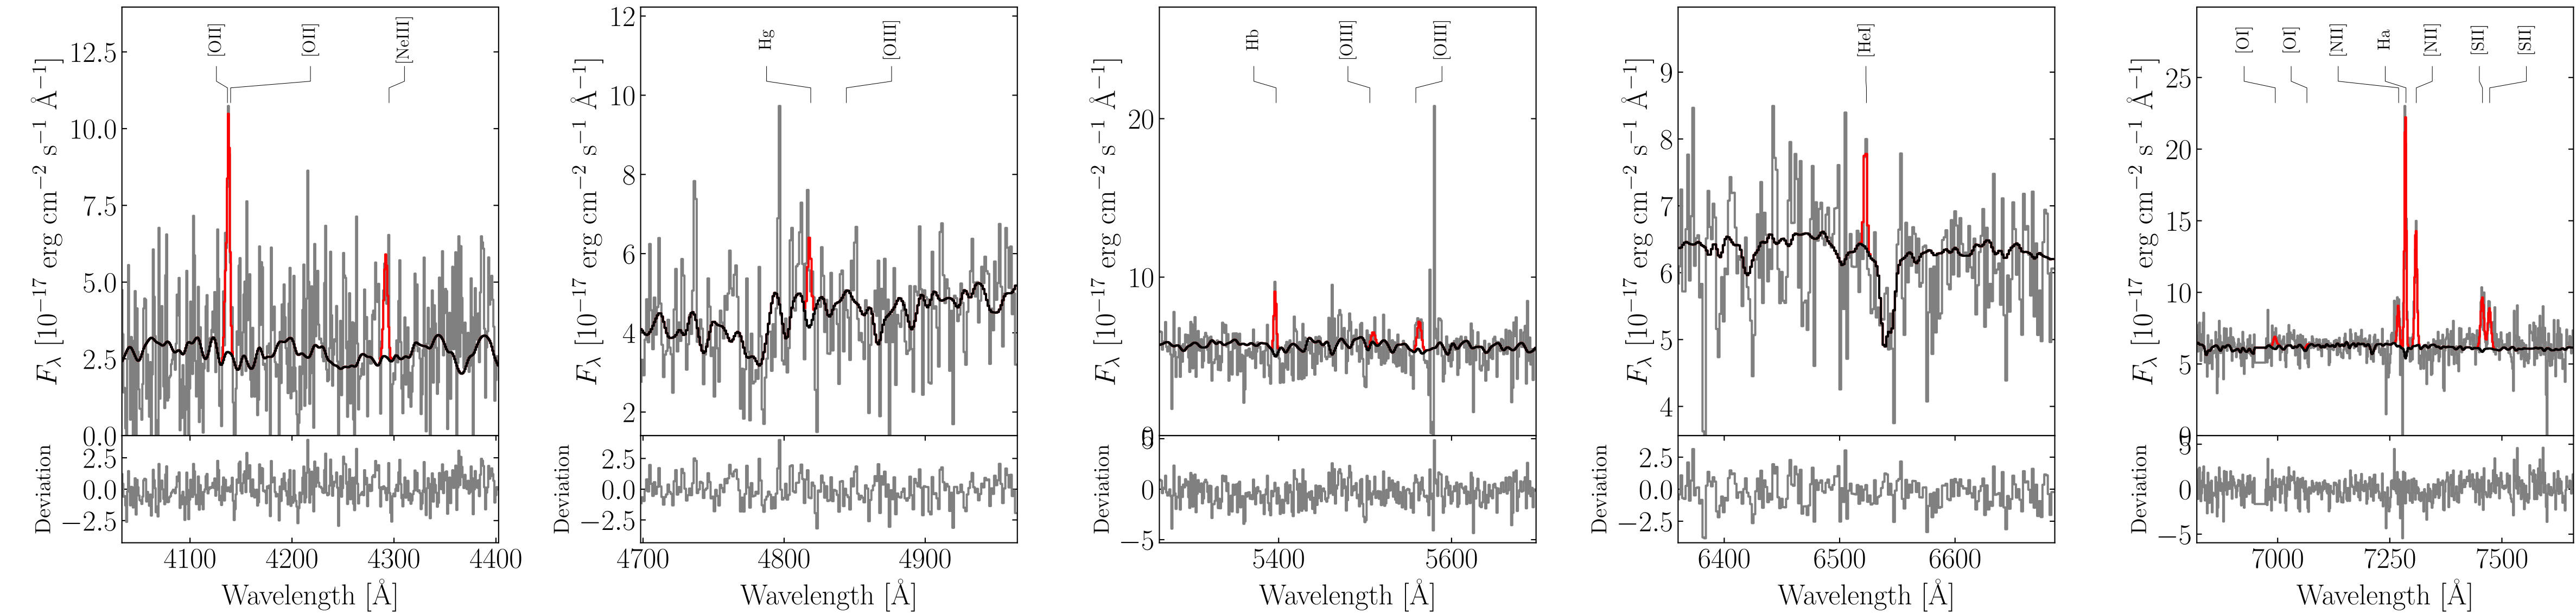 [OII] [OII] [NeIII]
12.5
10.0
7.5
5.0
2.5
0.0
F_λ [10⁻¹⁷ erg cm⁻² s⁻¹ Å⁻¹]
2.5
0.0
−2.5
Deviation
4100 4200 4300 4400
Wavelength [Å]
Hg [OIII]
12
10
8
6
4
2
F_λ [10⁻¹⁷ erg cm⁻² s⁻¹ Å⁻¹]
2.5
0.0
−2.5
Deviation
4700 4800 4900
Wavelength [Å]
Hb [OIII] [OIII]
20
10
0
F_λ [10⁻¹⁷ erg cm⁻² s⁻¹ Å⁻¹]
5
0
−5
Deviation
5400 5600
Wavelength [Å]
[HeI]
9
8
7
6
5
4
F_λ [10⁻¹⁷ erg cm⁻² s⁻¹ Å⁻¹]
2.5
0.0
−2.5
Deviation
6400 6500 6600
Wavelength [Å]
[OI] [OI] [NII] Ha [NII] [SII] [SII]
25
20
15
10
5
0
F_λ [10⁻¹⁷ erg cm⁻² s⁻¹ Å⁻¹]
5
0
−5
Deviation
7000 7250 7500
Wavelength [Å]